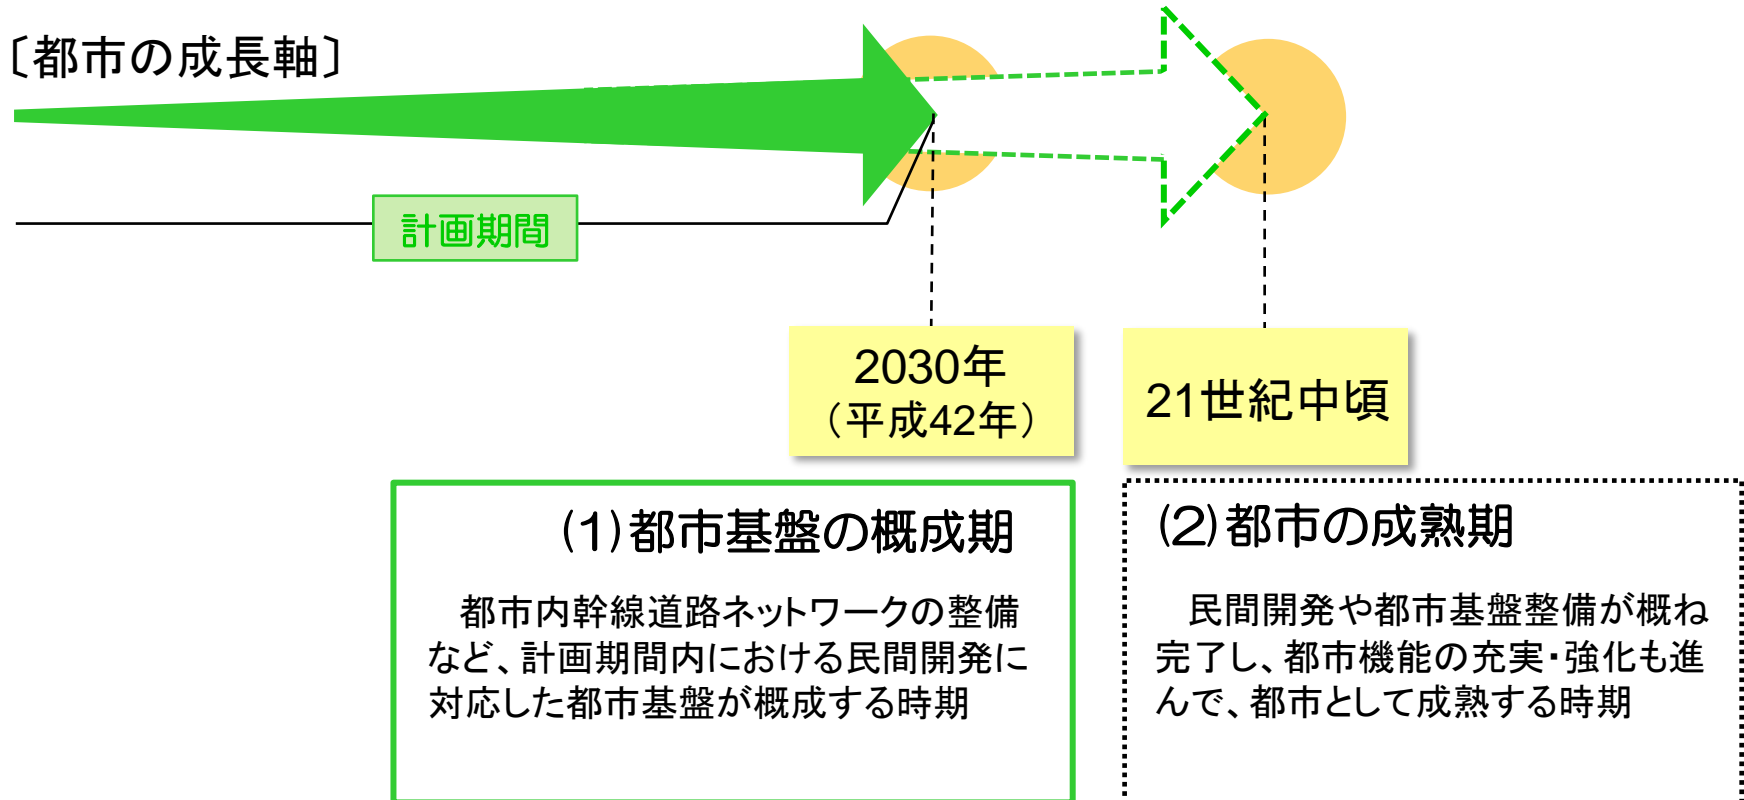 〔都市の成長軸〕
計画期間
2030年
（平成42年）
21世紀中頃
(1)都市基盤の概成期
都市内幹線道路ネットワークの整備
など、計画期間内における民間開発に
対応した都市基盤が概成する時期
(2)都市の成熟期
民間開発や都市基盤整備が概ね
完了し、都市機能の充実・強化も進
んで、都市として成熟する時期